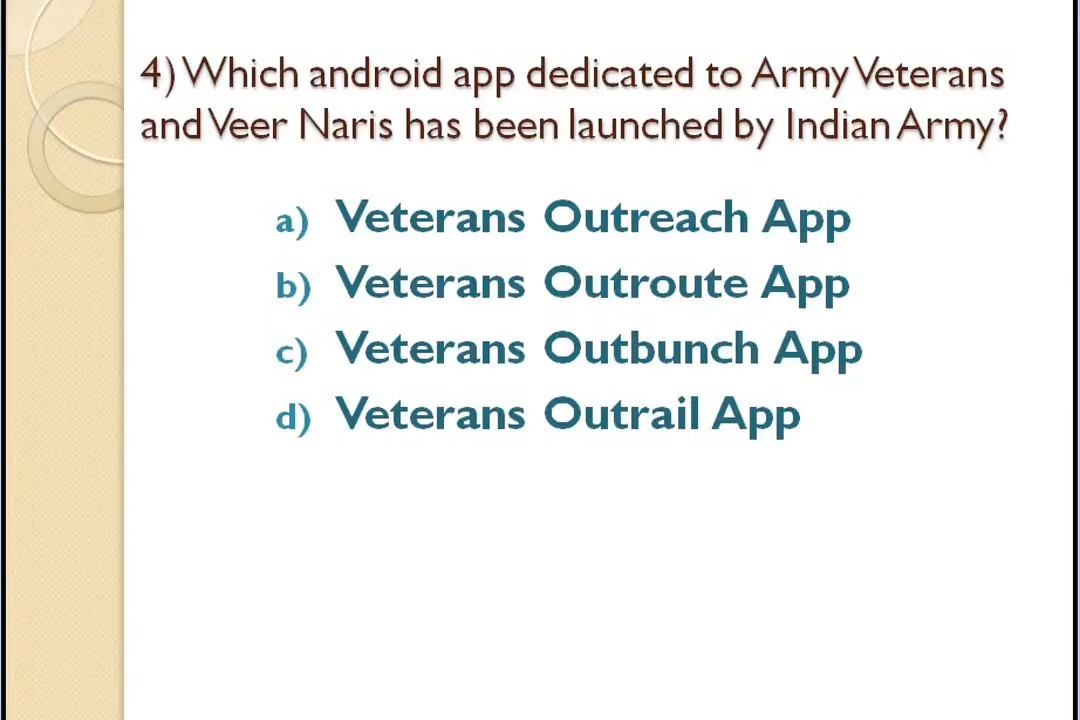 4) Which android app dedicated to Army Veterans
and Veer Naris has been launched by Indian Army?
a) Veterans Outreach App
b) Veterans Outroute App
c) Veterans Outbunch App
d) Veterans Outrail App